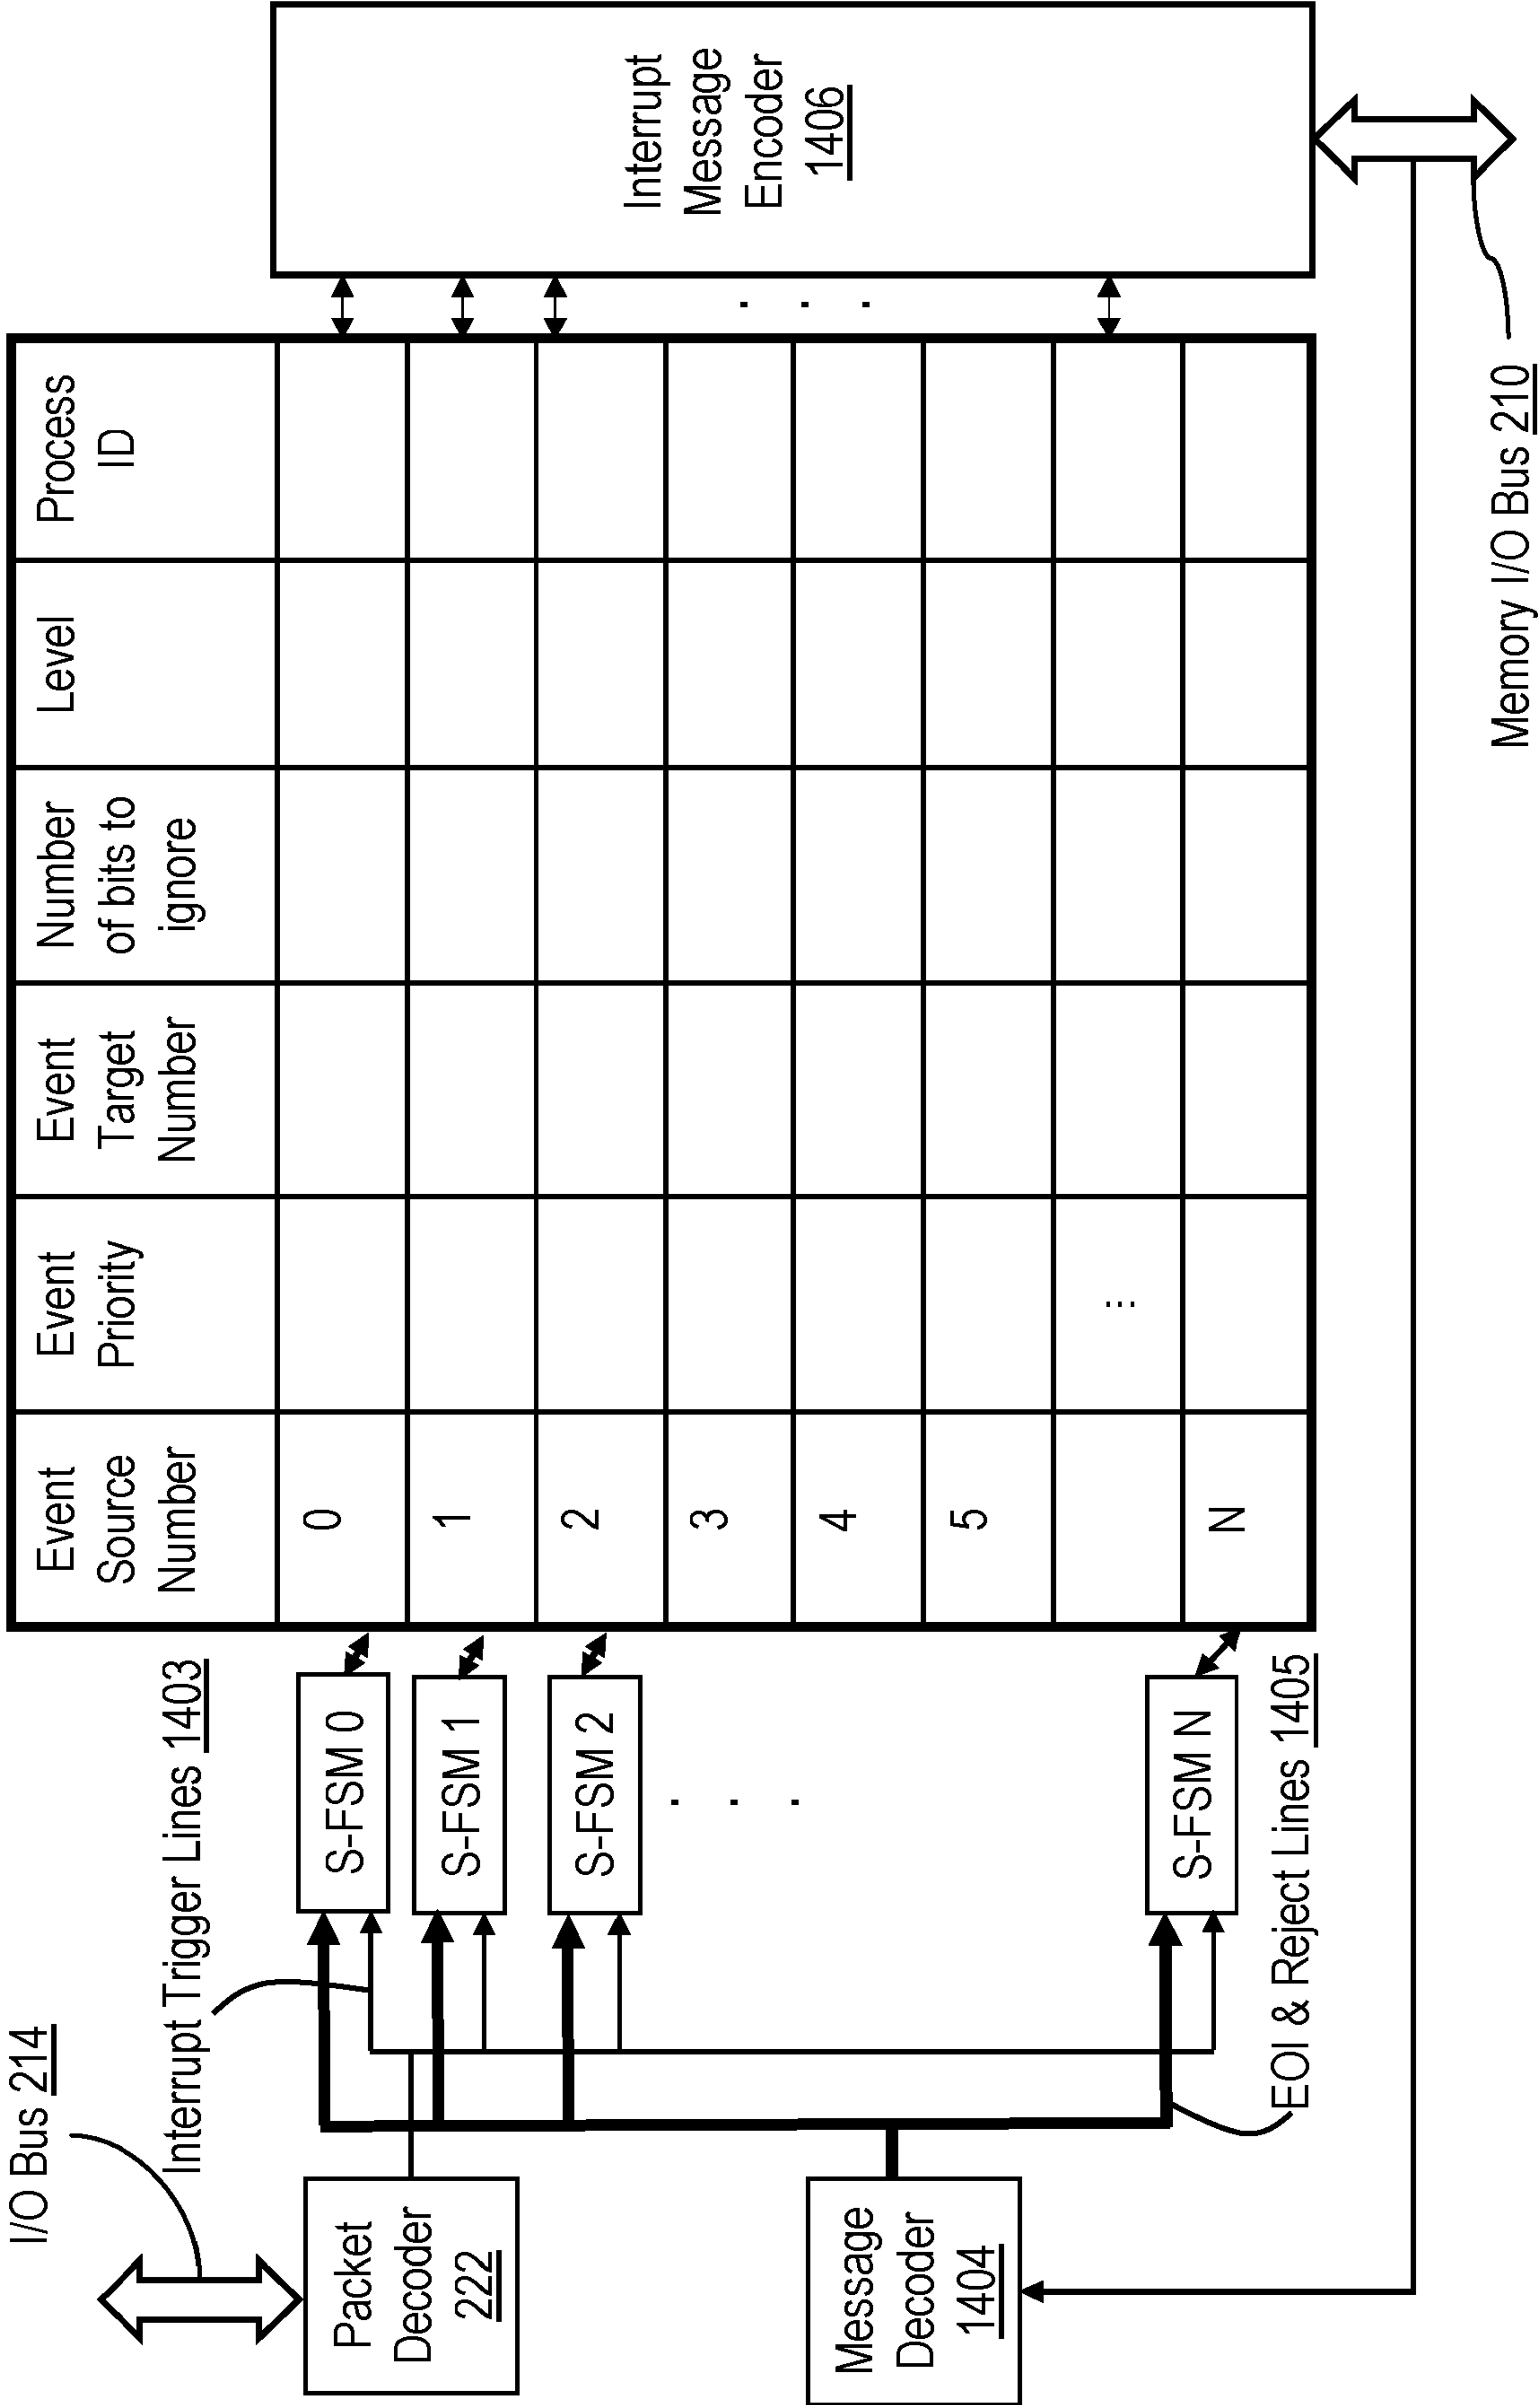 I/O Bus 214
Interrupt Trigger Lines 1403
Packet
Decoder
222
Message
Decoder
1404
S-FSM 0
S-FSM 1
S-FSM 2
. . .
S-FSM N
EOI & Reject Lines 1405
Event
Source
Number
Event
Priority
Event
Target
Number
Number
of bits to
ignore
Level
Process
ID
0
1
2
3
4
5
...
N
. . .
Interrupt
Message
Encoder
1406
Memory I/O Bus 210